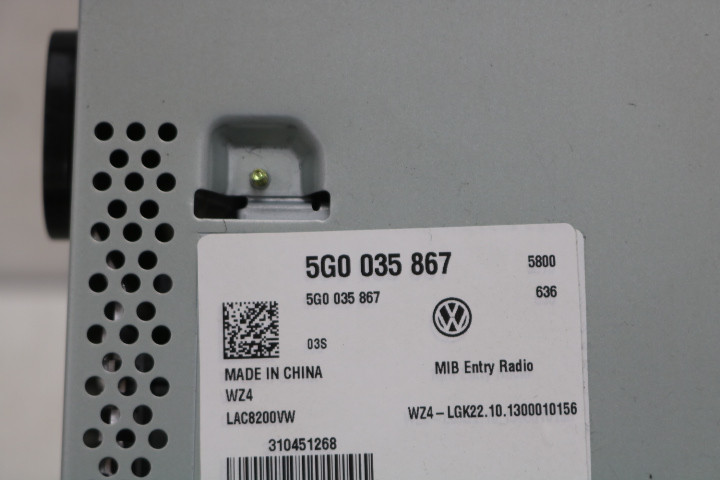 5G0 035 867 5800
5G0 035 867 636
03S
MADE IN CHINA MIB Entry Radio
WZ4
LAC8200VW WZ4-LGK22.10.1300010156
310451268